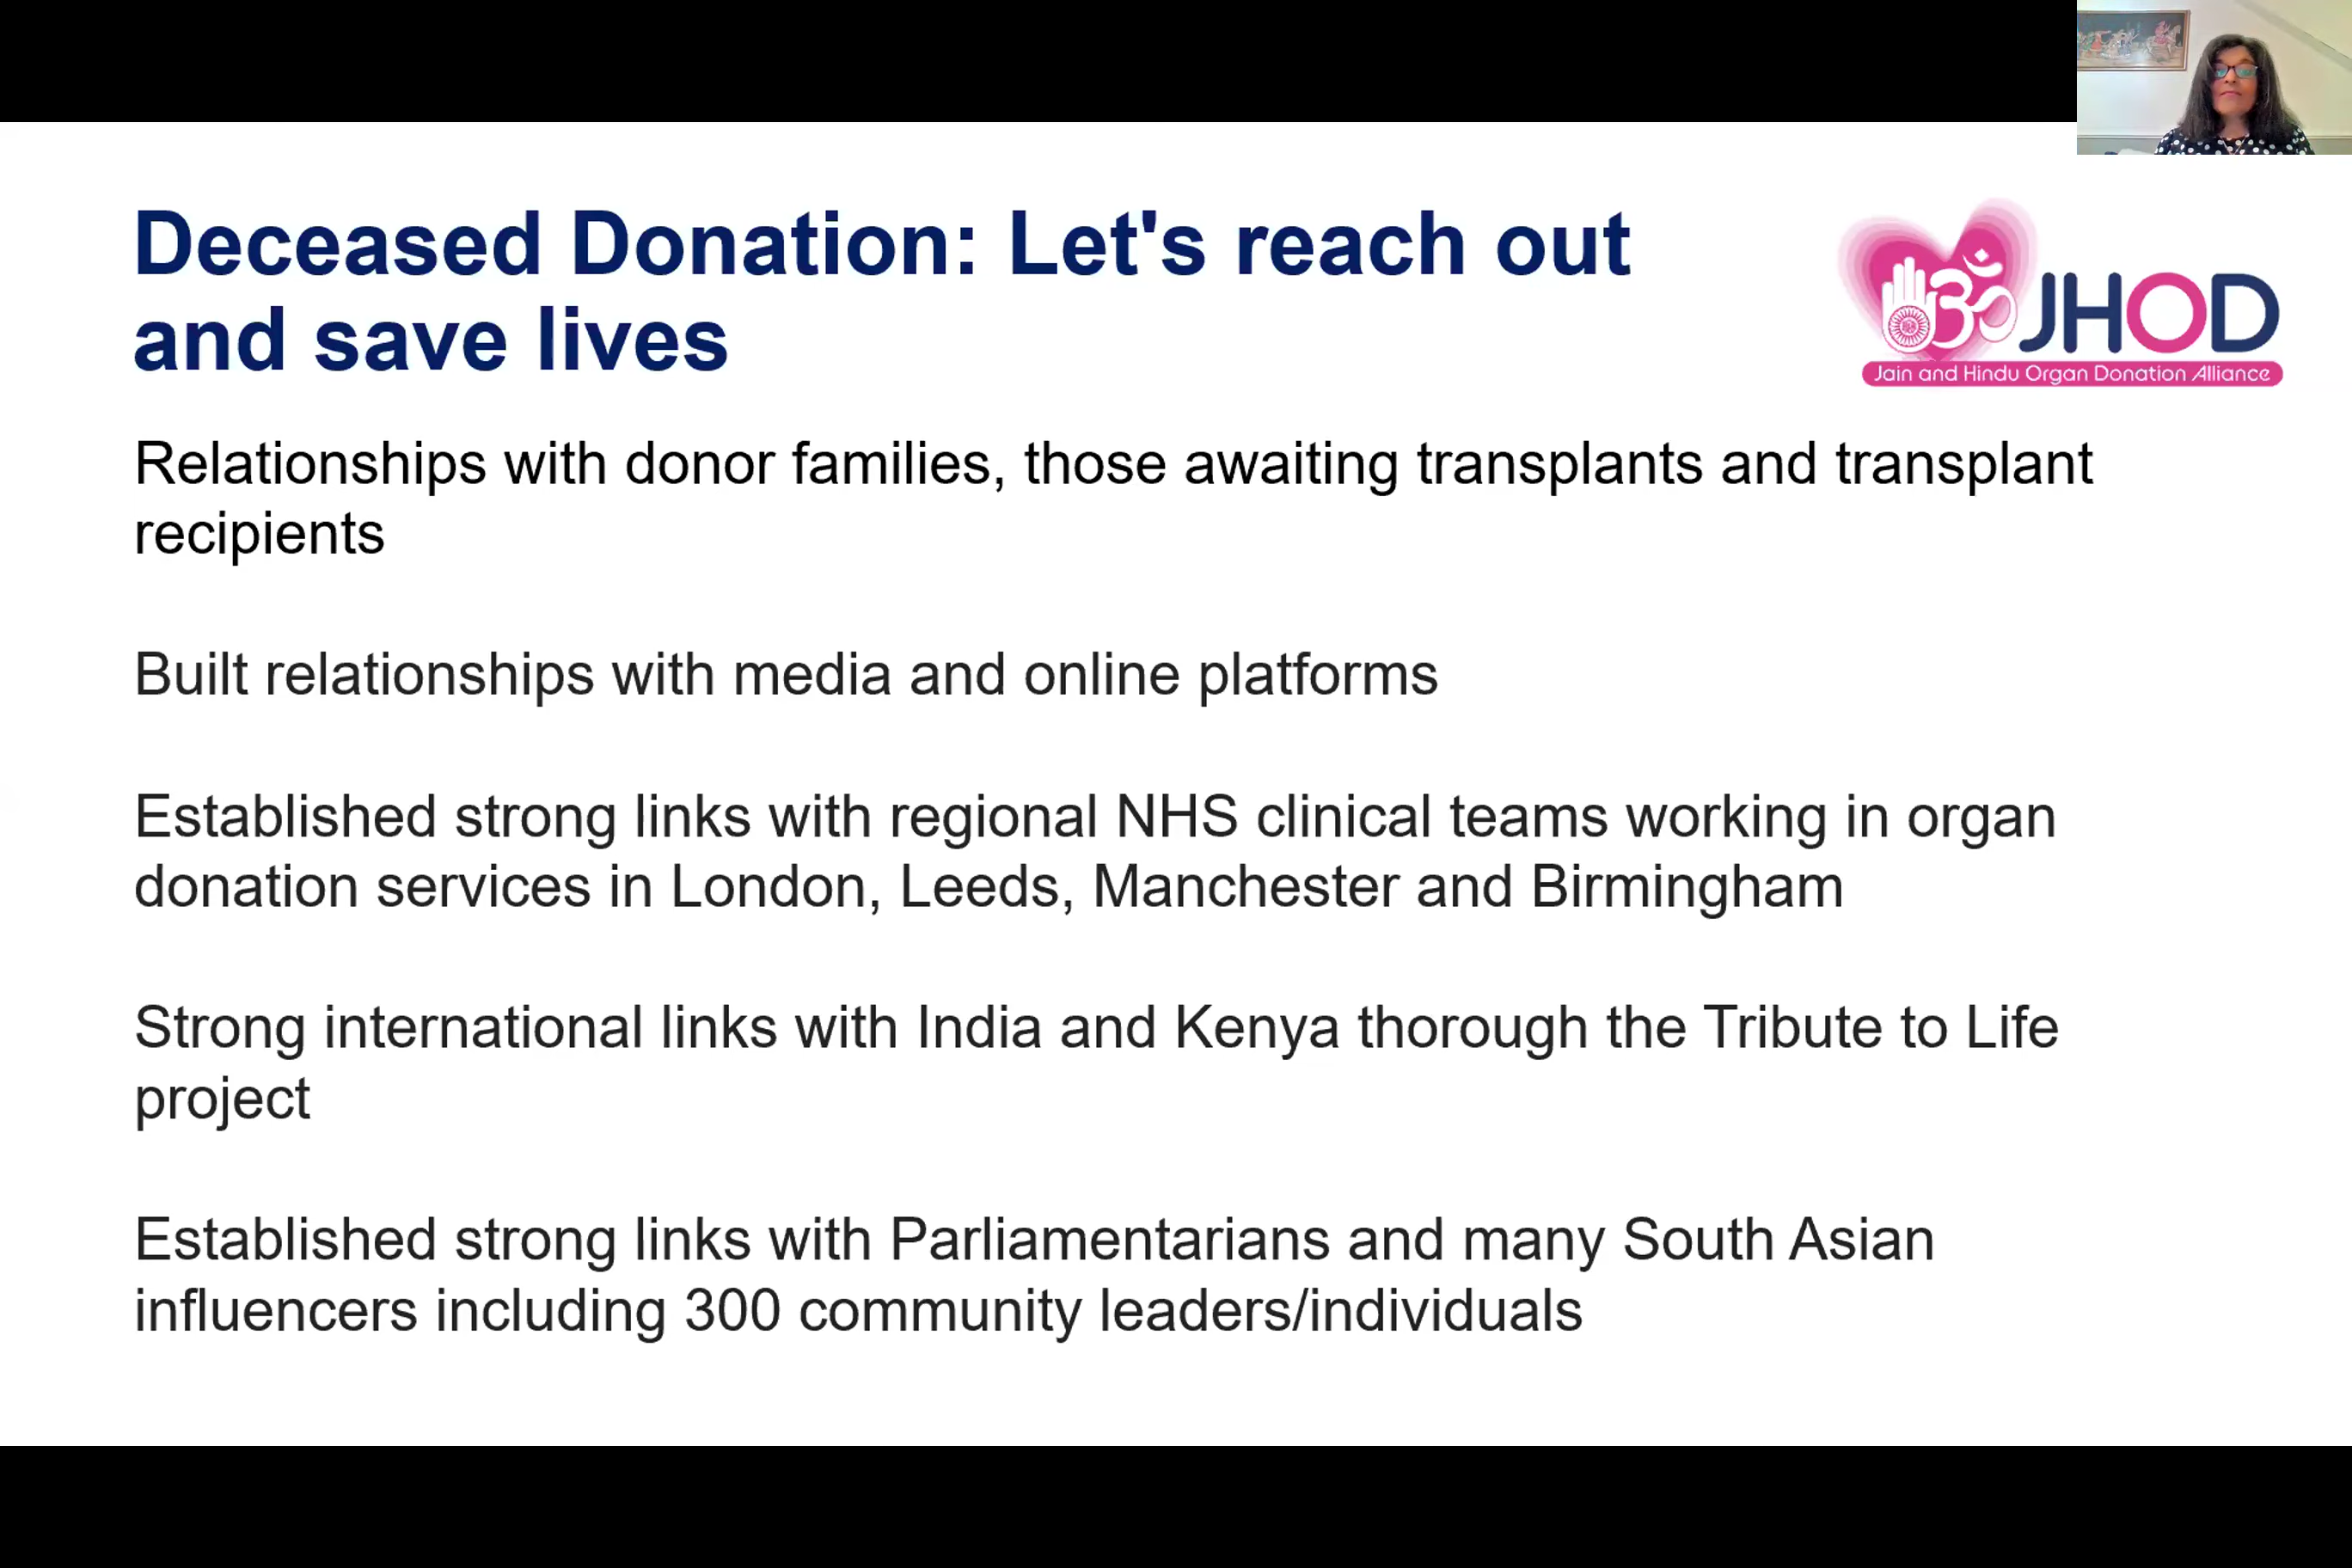 Deceased Donation: Let's reach out
and save lives
ॐ JHOD
Jain and Hindu Organ Donation Alliance
Relationships with donor families, those awaiting transplants and transplant
recipients
Built relationships with media and online platforms
Established strong links with regional NHS clinical teams working in organ
donation services in London, Leeds, Manchester and Birmingham
Strong international links with India and Kenya thorough the Tribute to Life
project
Established strong links with Parliamentarians and many South Asian
influencers including 300 community leaders/individuals